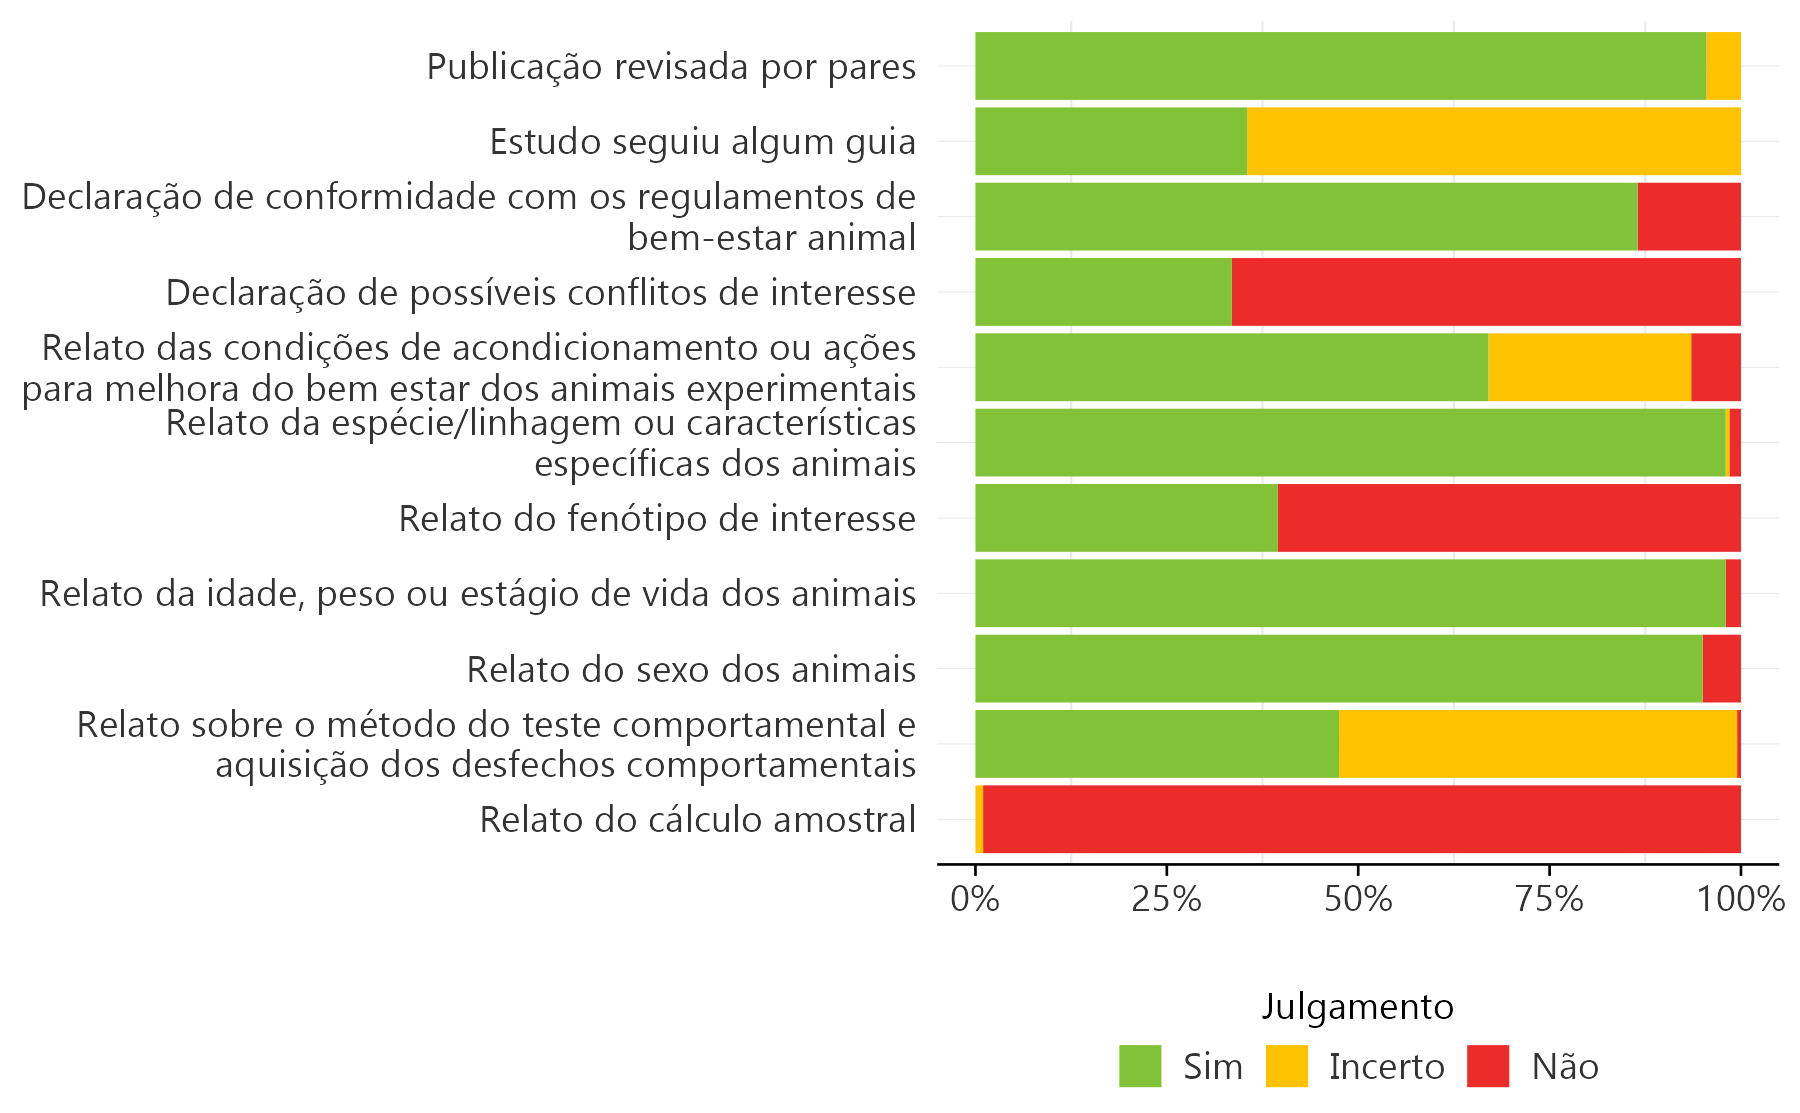 Publicação revisada por pares
Estudo seguiu algum guia
Declaração de conformidade com os regulamentos de
bem-estar animal
Declaração de possíveis conflitos de interesse
Relato das condições de acondicionamento ou ações
para melhora do bem estar dos animais experimentais
Relato da espécie/linhagem ou características
específicas dos animais
Relato do fenótipo de interesse
Relato da idade, peso ou estágio de vida dos animais
Relato do sexo dos animais
Relato sobre o método do teste comportamental e
aquisição dos desfechos comportamentais
Relato do cálculo amostral
0% 25% 50% 75% 100%
Julgamento
Sim Incerto Não